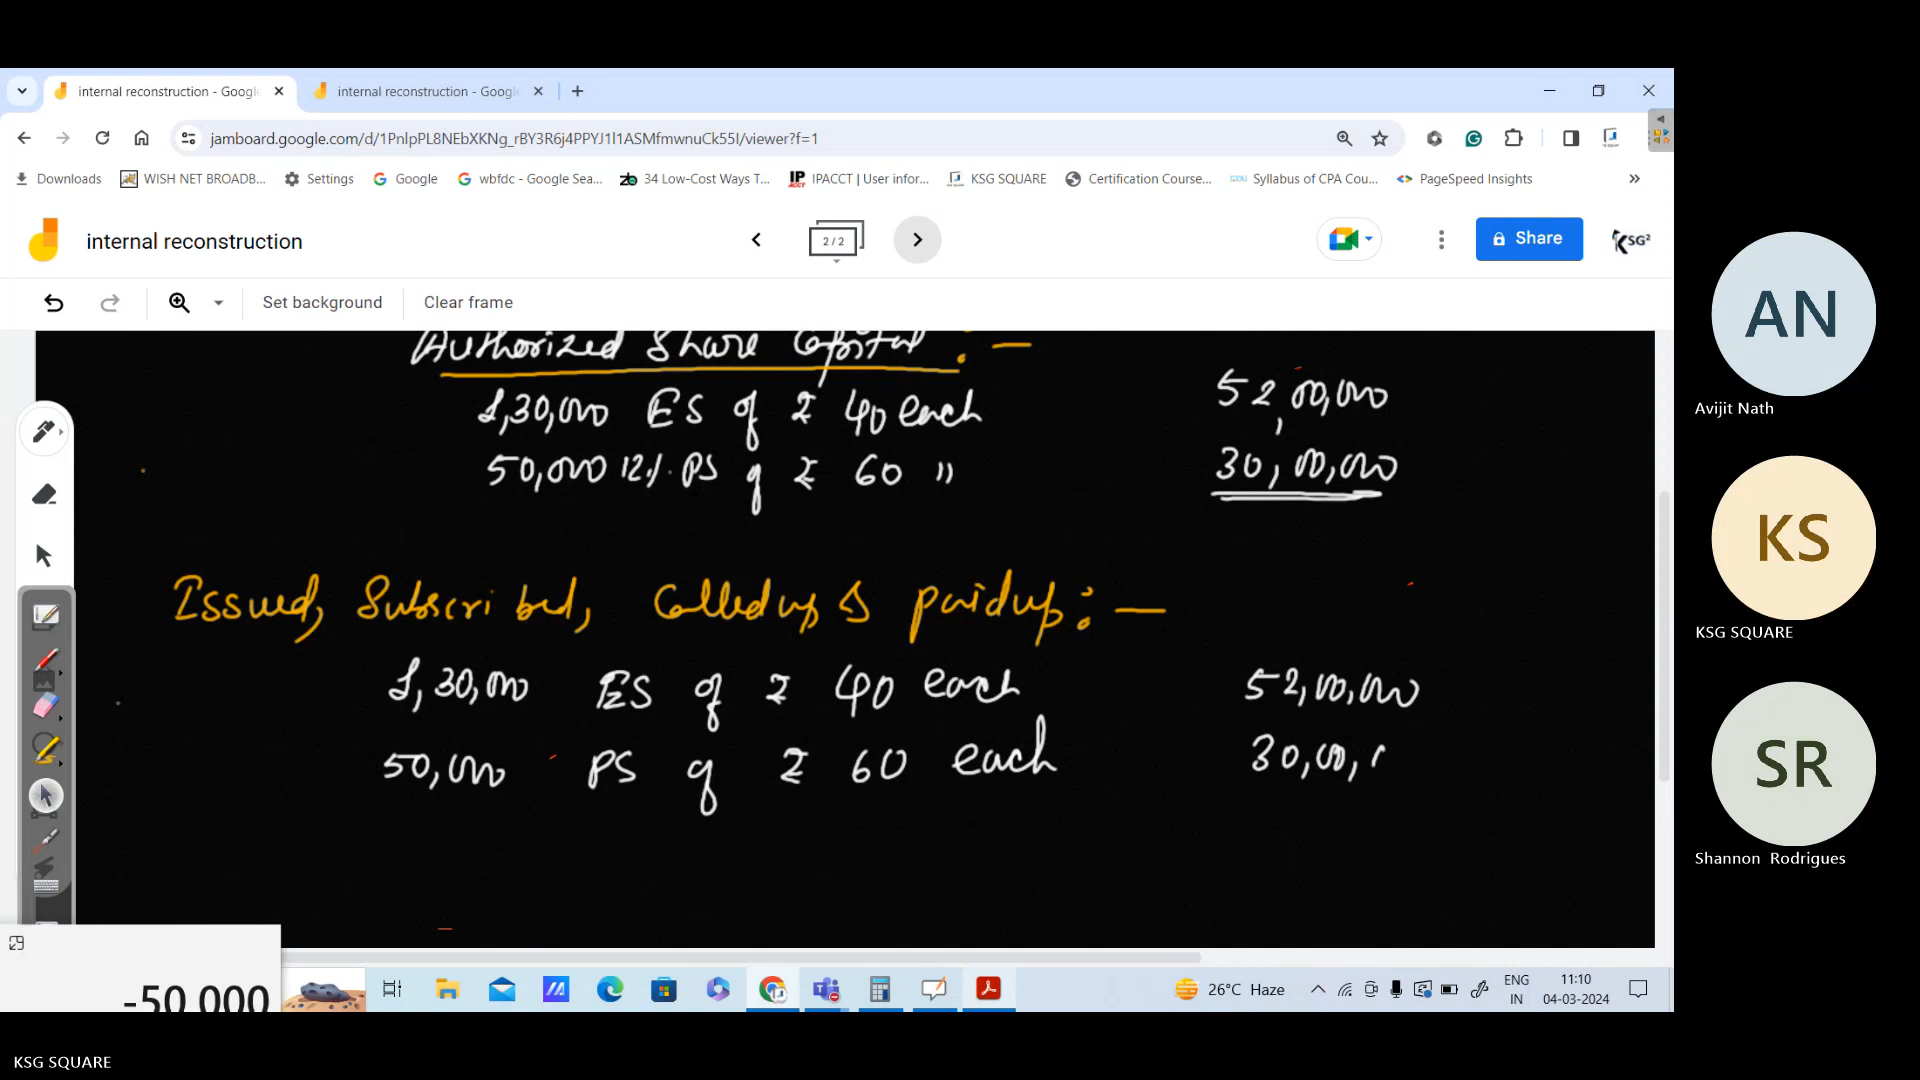 internal reconstruction - Google
internal reconstruction - Google
jamboard.google.com/d/1PnlpPL8NEbXKNg_rBY3R6j4PPYJ1l1ASMfmwnuCk55I/viewer?f=1
Downloads
WISH NET BROADB...
Settings
Google
wbfdc - Google Sea...
34 Low-Cost Ways T...
IPACCT | User infor...
KSG SQUARE
Certification Course...
Syllabus of CPA Cou...
PageSpeed Insights
internal reconstruction
2 / 2
Share
KSG²
Set background
Clear frame
Authorized Share Capital :-
1,30,000 ES of ₹ 40 each 52,00,000
50,000 12% PS of ₹ 60 " 30,00,000
Issued, Subscribed, Called up & paid up :-
1,30,000 ES of ₹ 40 each 52,00,000
50,000 PS of ₹ 60 each 30,00,
AN
Avijit Nath
KS
KSG SQUARE
SR
Shannon Rodrigues
-50,000
26°C Haze
ENG
IN
11:10
04-03-2024
KSG SQUARE